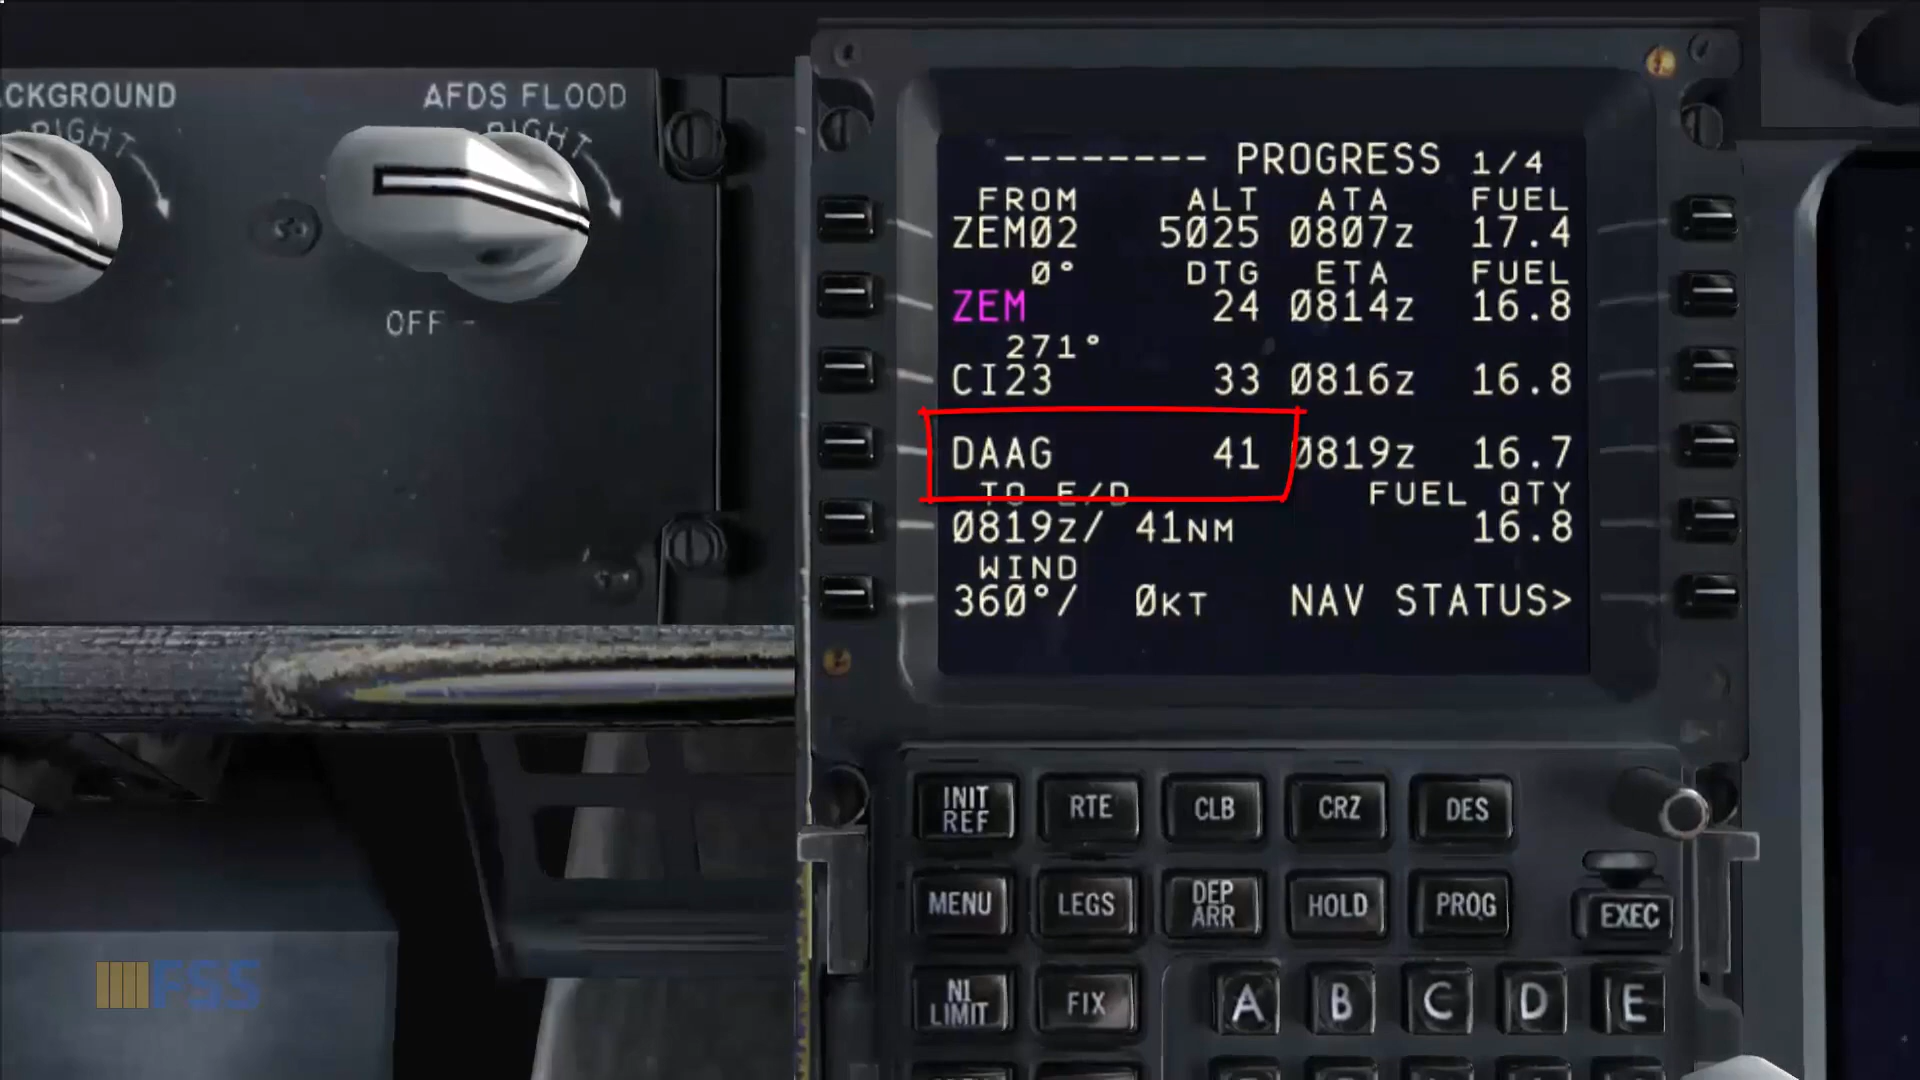 CKGROUND
RIGHT
AFDS FLOOD
RIGHT
OFF -
-------- PROGRESS 1/4
FROM ALT ATA FUEL
ZEM02 5025 0807z 17.4
0° DTG ETA FUEL
ZEM 24 0814z 16.8
271°
CI23 33 0816z 16.8
DAAG 41 0819z 16.7
TO E/D FUEL QTY
0819z/ 41NM 16.8
WIND
360°/ 0KT NAV STATUS>
INIT REF RTE CLB CRZ DES
MENU LEGS DEP ARR HOLD PROG EXEC
N1 LIMIT FIX A B C D E
FSS